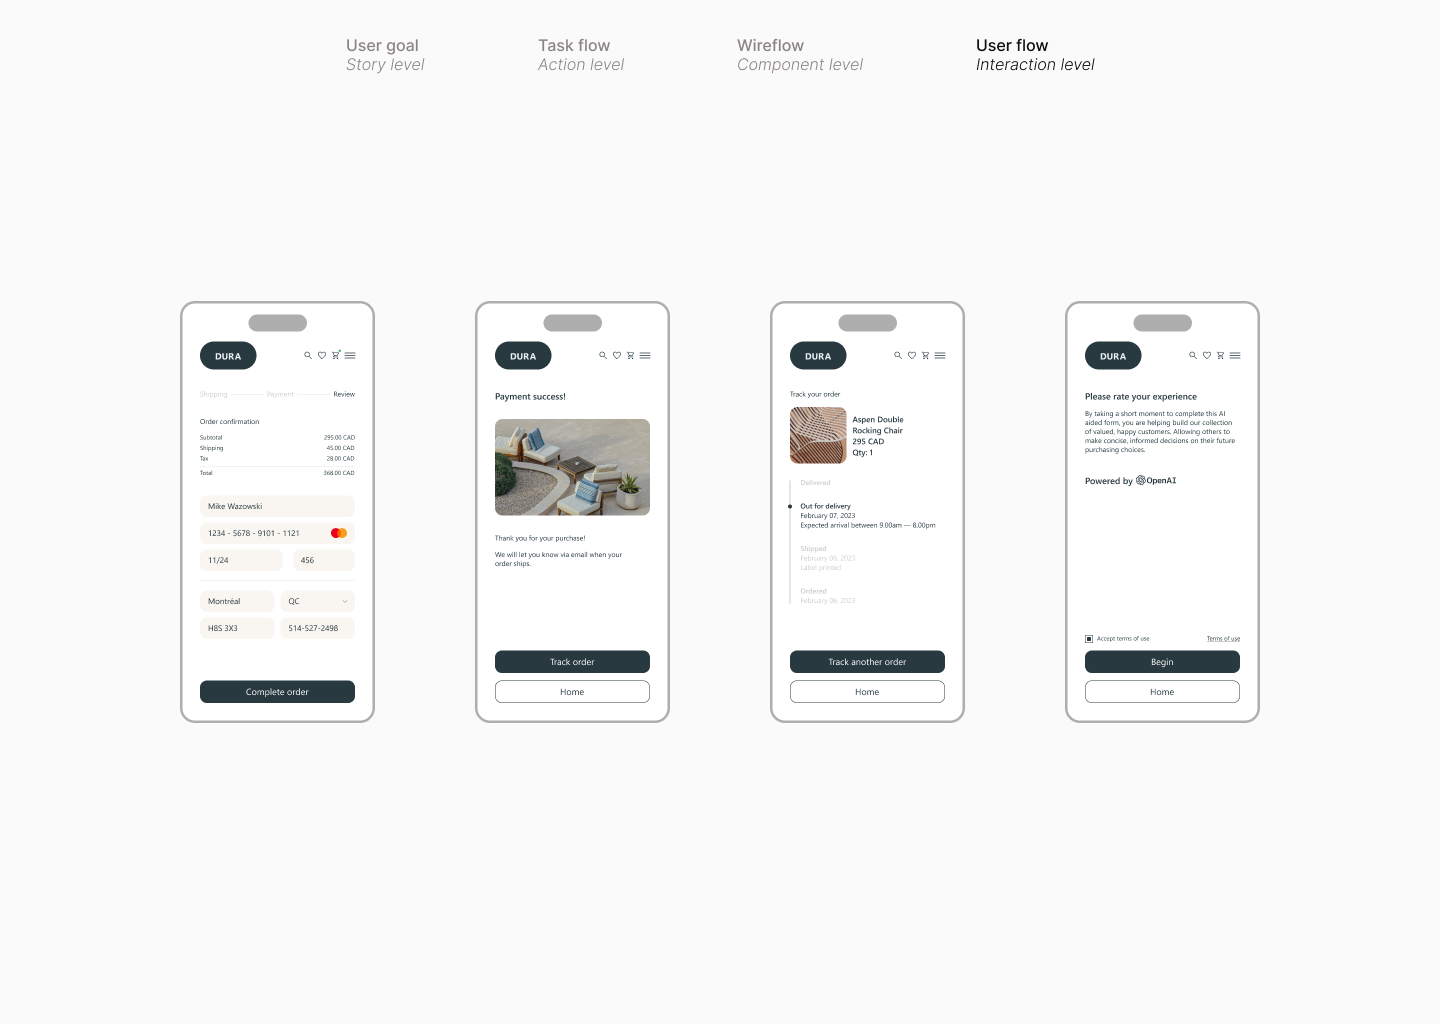 User goal
Story level
Task flow
Action level
Wireflow
Component level
User flow
Interaction level
DURA
Shipping Payment Review
Order confirmation
Subtotal 295.00 CAD
Shipping 45.00 CAD
Tax 28.00 CAD
Total 368.00 CAD
Mike Wazowski
1234 - 5678 - 9101 - 1121
11/24 456
Montréal QC
H8S 3X3 514-527-2498
Complete order
DURA
Payment success!
Thank you for your purchase!
We will let you know via email when your
order ships.
Track order
Home
DURA
Track your order
Aspen Double
Rocking Chair
295 CAD
Qty: 1
Delivered
Out for delivery
February 07, 2023
Expected arrival between 9.00am — 8.00pm
Shipped
February 06, 2023
Label printed
Ordered
February 06, 2023
Track another order
Home
DURA
Please rate your experience
By taking a short moment to complete this AI
aided form, you are helping build our collection
of valued, happy customers. Allowing others to
make concise, informed decisions on their future
purchasing choices.
Powered by OpenAI
Accept terms of use Terms of use
Begin
Home